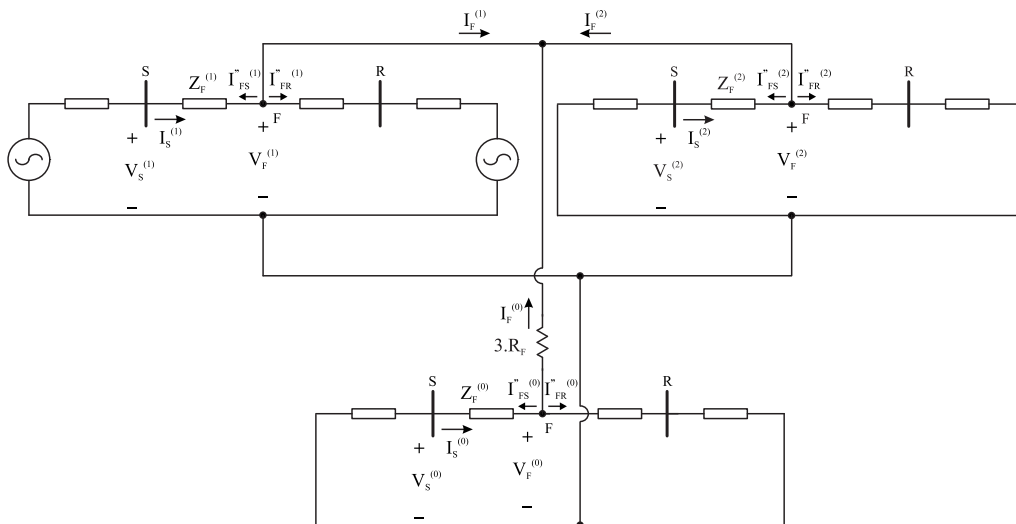 I_F^(1) I_F^(2)
S Z_F^(1) I"_FS^(1) I"_FR^(1) R
S Z_F^(2) I"_FS^(2) I"_FR^(2) R
+ I_S^(1) + F
+ I_S^(2) + F
V_S^(1) V_F^(1)
V_S^(2) V_F^(2)
– –
– –
I_F^(0)
3.R_F
S Z_F^(0) I"_FS^(0) I"_FR^(0) R
+ I_S^(0) + F
V_S^(0) V_F^(0)
– –